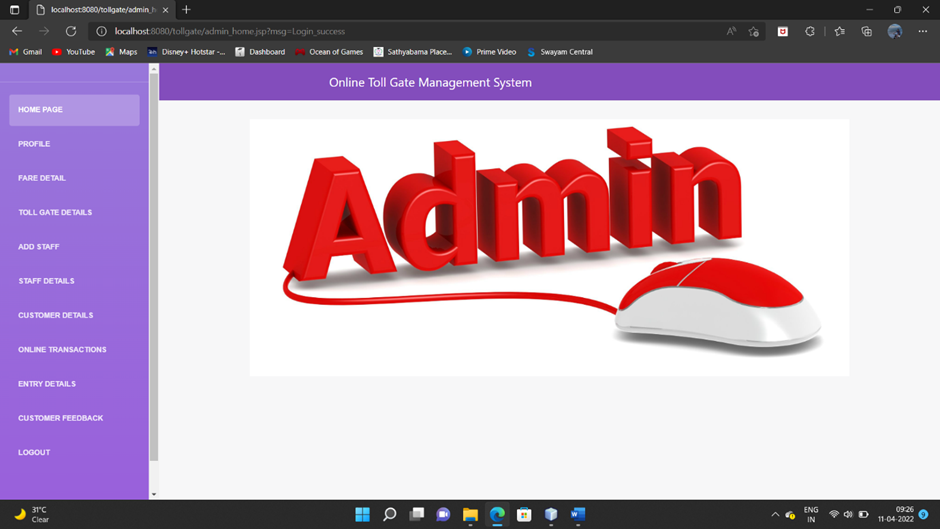 localhost:8080/tollgate/admin_h
localhost:8080/tollgate/admin_home.jsp?msg=Login_success
Gmail
YouTube
Maps
Disney+ Hotstar -...
Dashboard
Ocean of Games
Sathyabama Place...
Prime Video
Swayam Central
Online Toll Gate Management System
HOME PAGE
PROFILE
FARE DETAIL
TOLL GATE DETAILS
ADD STAFF
STAFF DETAILS
CUSTOMER DETAILS
ONLINE TRANSACTIONS
ENTRY DETAILS
CUSTOMER FEEDBACK
LOGOUT
Admin
31°C
Clear
ENG
IN
09:26
11-04-2022